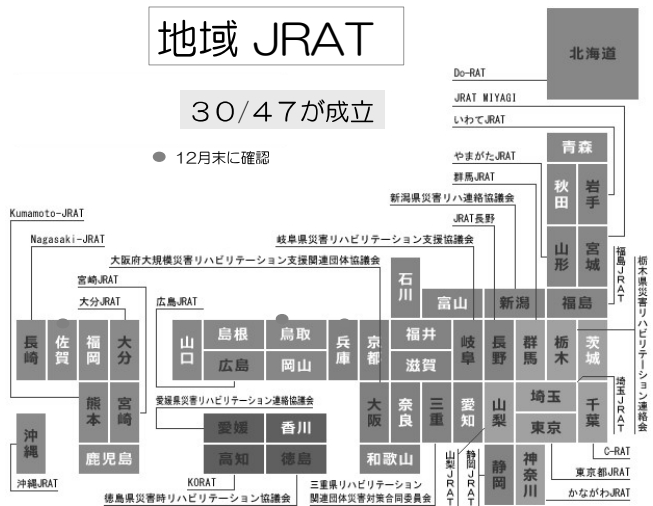 地域 JRAT
30/47が成立
12月末に確認
北海道
Do-RAT
JRAT MIYAGI
いわてJRAT
やまがたJRAT
群馬JRAT
新潟県災害リハ連絡協議会
JRAT長野
岐阜県災害リハビリテーション支援協議会
大阪府大規模災害リハビリテーション支援関連団体協議会
Kumamoto-JRAT
Nagasaki-JRAT
宮崎JRAT
大分JRAT
広島JRAT
福島JRAT
栃木県災害リハビリテーション連絡会
青森
秋田
岩手
山形
宮城
石川
富山
新潟
福島
長崎
佐賀
福岡
大分
山口
島根
鳥取
兵庫
京都
福井
岐阜
長野
群馬
栃木
茨城
広島
岡山
滋賀
熊本
宮崎
愛媛県災害リハビリテーション連絡協議会
大阪
奈良
三重
愛知
山梨
埼玉
千葉
埼玉JRAT
沖縄
愛媛
香川
東京
鹿児島
高知
徳島
和歌山
山梨JRAT
静岡JRAT
静岡
神奈川
C-RAT
東京都JRAT
かながわJRAT
沖縄JRAT
KORAT
徳島県災害時リハビリテーション協議会
三重県リハビリテーション
関連団体災害対策合同委員会